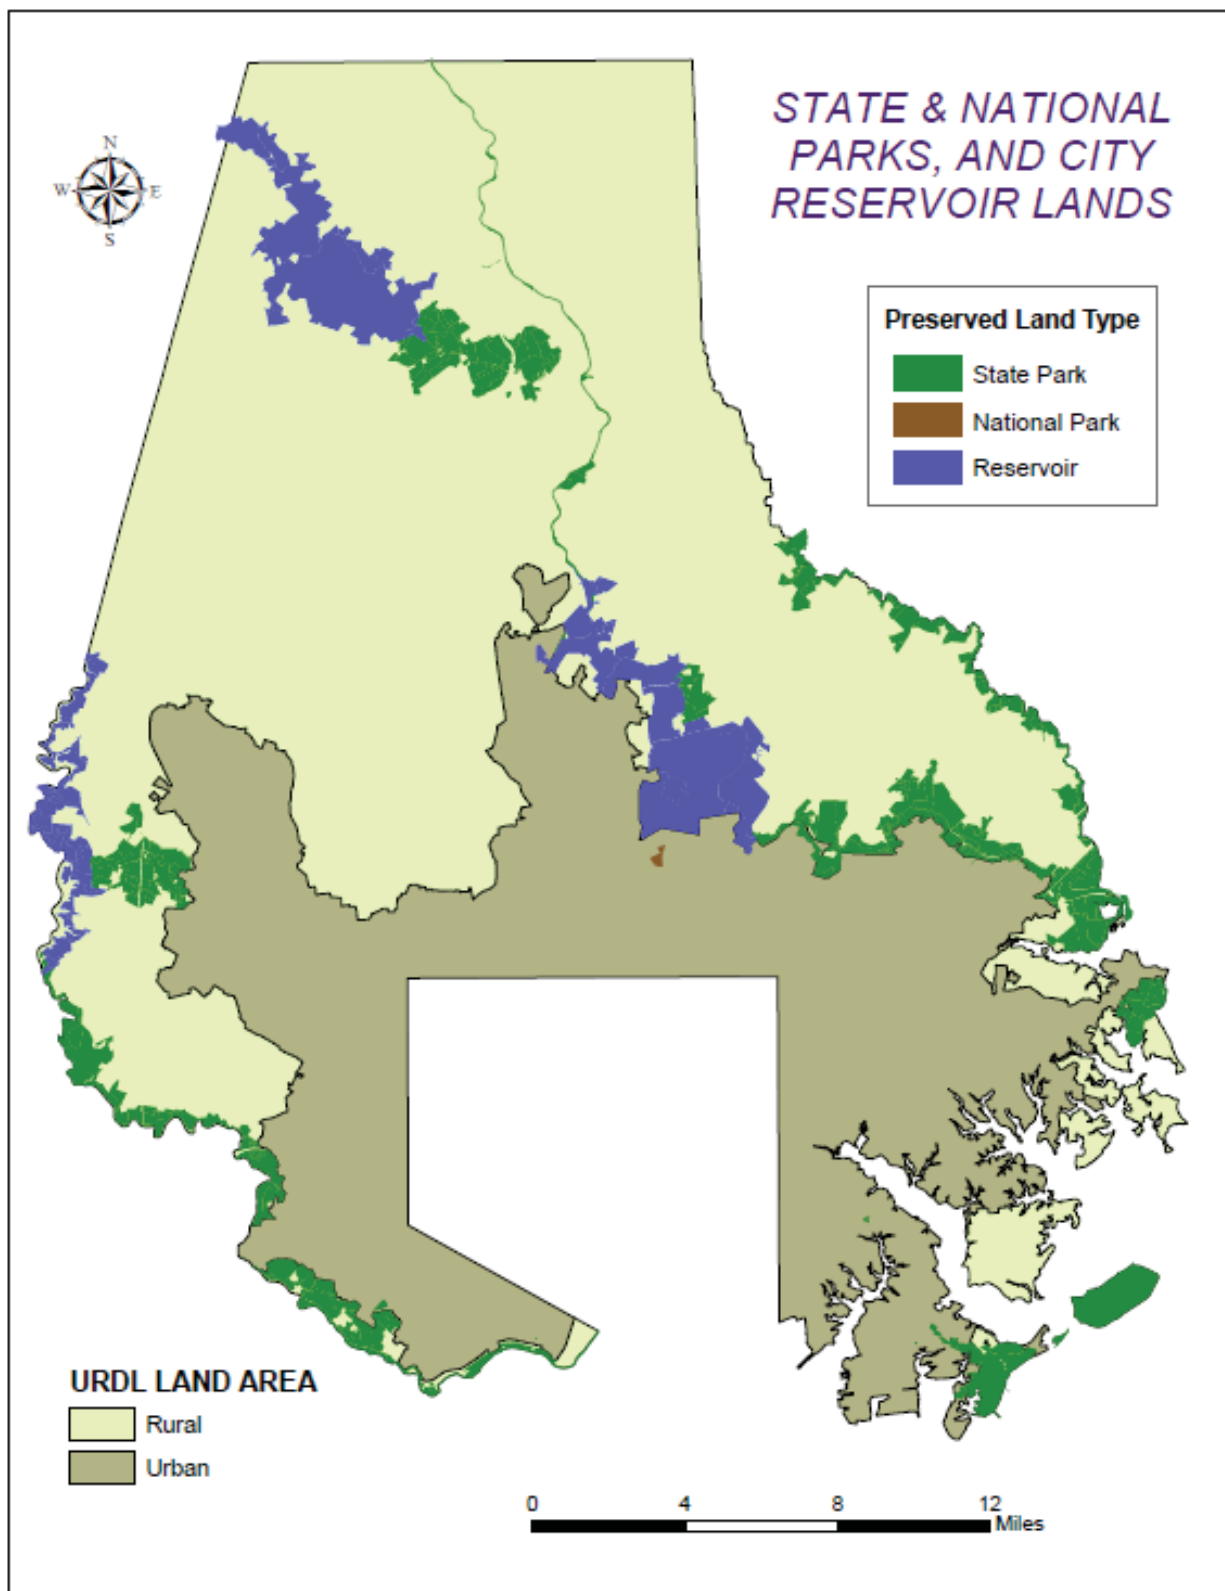 STATE & NATIONAL
PARKS, AND CITY
RESERVOIR LANDS
N
W E
S
Preserved Land Type
State Park
National Park
Reservoir
URDL LAND AREA
Rural
Urban
0 4 8 12
Miles